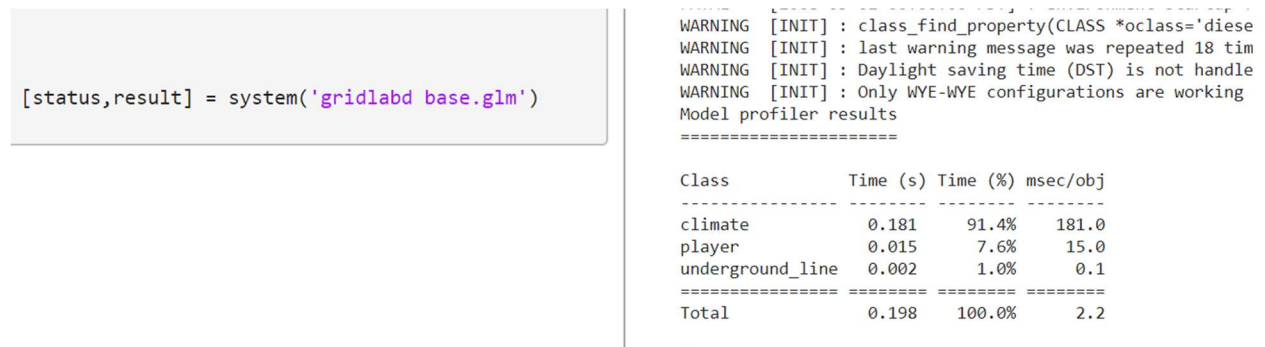 [status,result] = system('gridlabd base.glm')
WARNING [INIT] : class_find_property(CLASS *oclass='diese
WARNING [INIT] : last warning message was repeated 18 tim
WARNING [INIT] : Daylight saving time (DST) is not handle
WARNING [INIT] : Only WYE-WYE configurations are working
Model profiler results
======================
Class Time (s) Time (%) msec/obj
---------------- -------- -------- --------
climate 0.181 91.4% 181.0
player 0.015 7.6% 15.0
underground_line 0.002 1.0% 0.1
================ ======== ======== ========
Total 0.198 100.0% 2.2